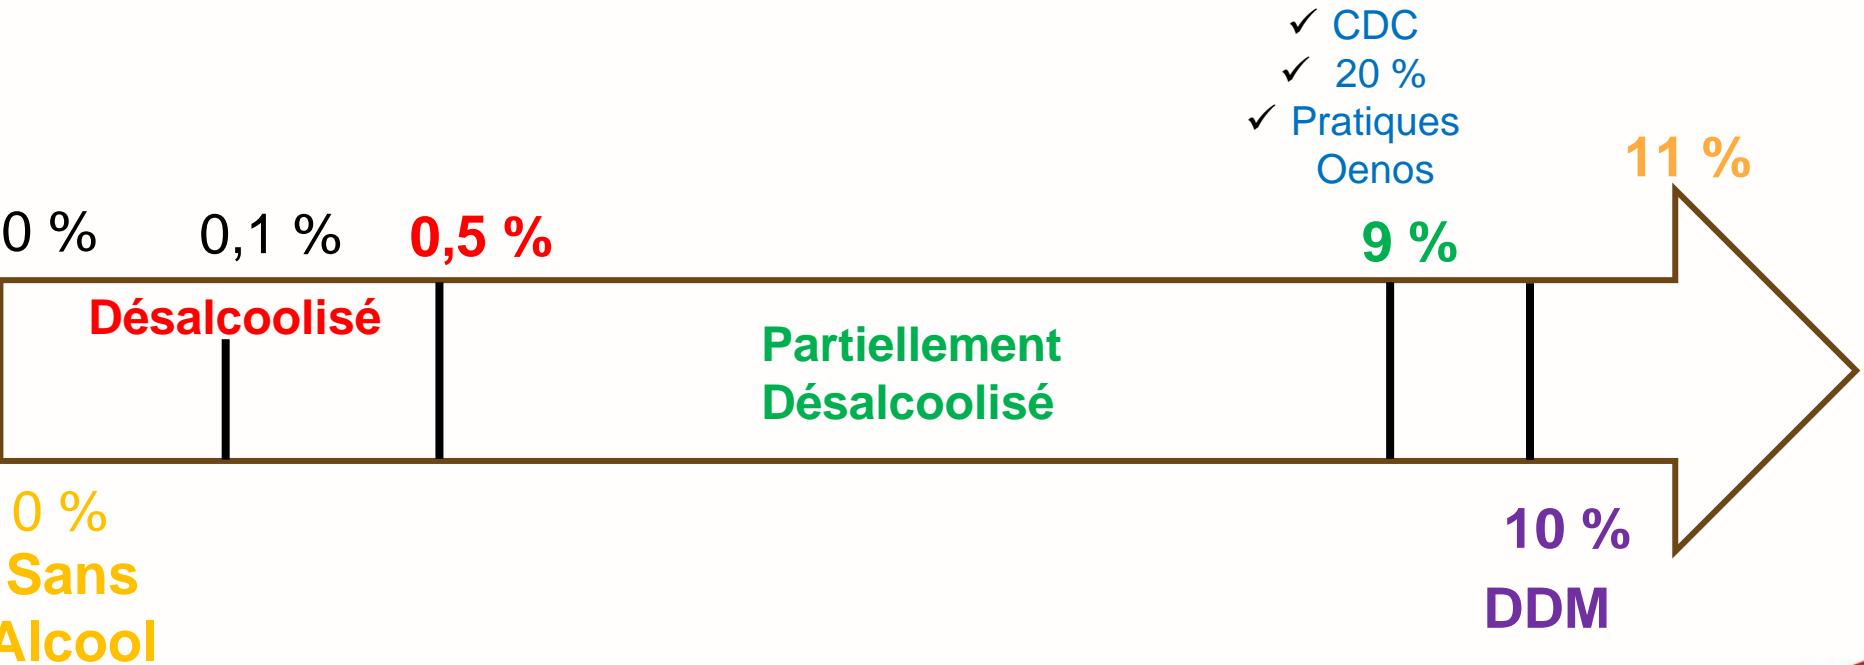 ✓ CDC
✓ 20 %
✓ Pratiques
Oenos
11 %
0 % 0,1 % 0,5 % 9 %
Désalcoolisé
Partiellement
Désalcoolisé
0 %
Sans
Alcool
10 %
DDM